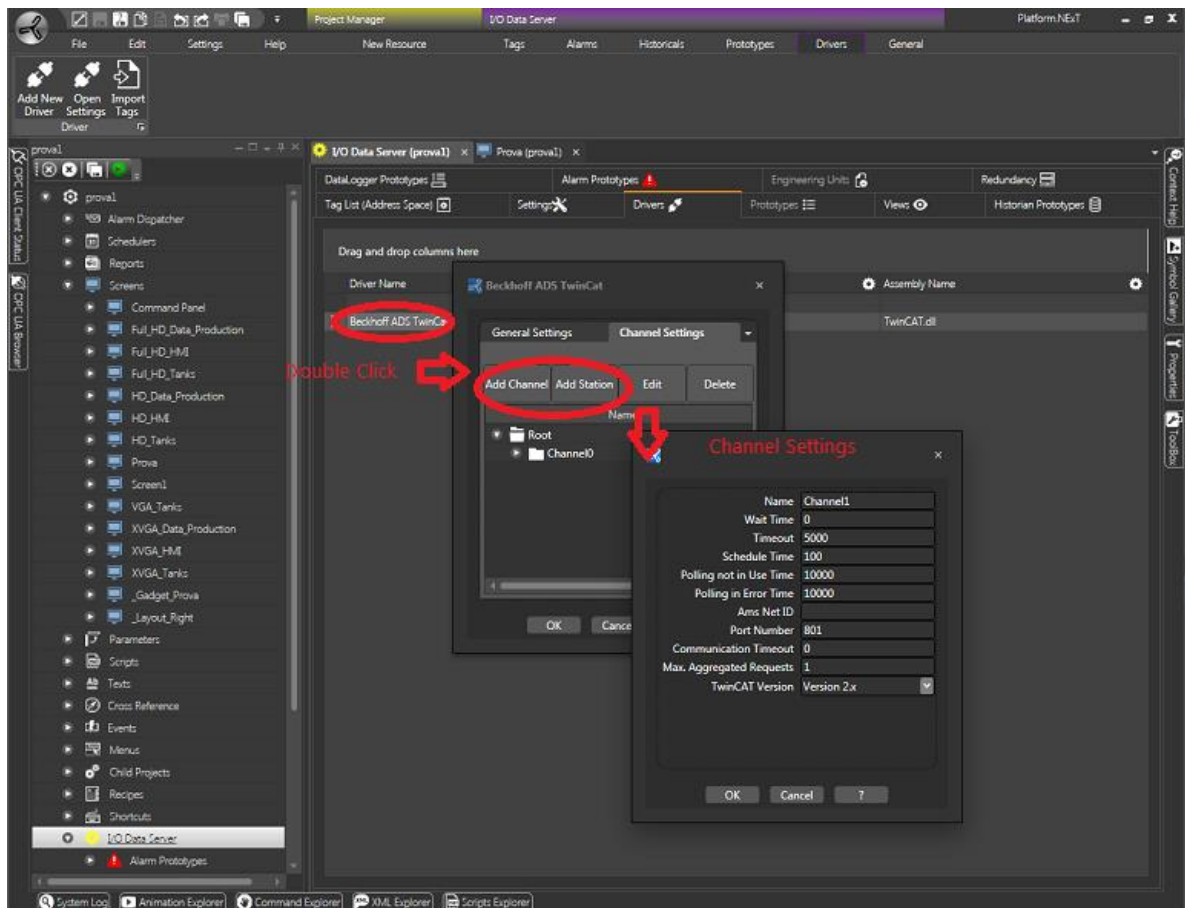 Project Manager
I/O Data Server
Platform.NExT
File Edit Settings Help New Resource Tags Alarms Historicals Prototypes Drivers General
Add New Driver
Open Settings
Import Tags
Driver
OPC UA Client Status
OPC UA Browser
prova1
prova1
Alarm Dispatcher
Schedulers
Reports
Screens
Command Panel
Full_HD_Data_Production
Full_HD_HMI
Full_HD_Tanks
HD_Data_Production
HD_HMI
HD_Tanks
Prova
Screen1
VGA_Tanks
XVGA_Data_Production
XVGA_HMI
XVGA_Tanks
_Gadget_Prova
_Layout_Right
Parameters
Scripts
Texts
Cross Reference
Events
Menus
Child Projects
Recipes
Shortcuts
I/O Data Server
Alarm Prototypes
I/O Data Server (prova1) Prova (prova1)
DataLogger Prototypes Alarm Prototypes Engineering Units Redundancy
Tag List (Address Space) Settings Drivers Prototypes Views Historian Prototypes
Drag and drop columns here
Driver Name Assembly Name
Beckhoff ADS TwinCa TwinCAT.dll
Double Click
Beckhoff ADS TwinCat
General Settings Channel Settings
Add Channel Add Station Edit Delete
Name
Root
Channel0
OK Cance
Channel Settings
Name Channel1
Wait Time 0
Timeout 5000
Schedule Time 100
Polling not in Use Time 10000
Polling in Error Time 10000
Ams Net ID
Port Number 801
Communication Timeout 0
Max. Aggregated Requests 1
TwinCAT Version Version 2.x
OK Cancel ?
Context Help
Symbol Gallery
Properties
ToolBox
System Log Animation Explorer Command Explorer XML Explorer Scripts Explorer